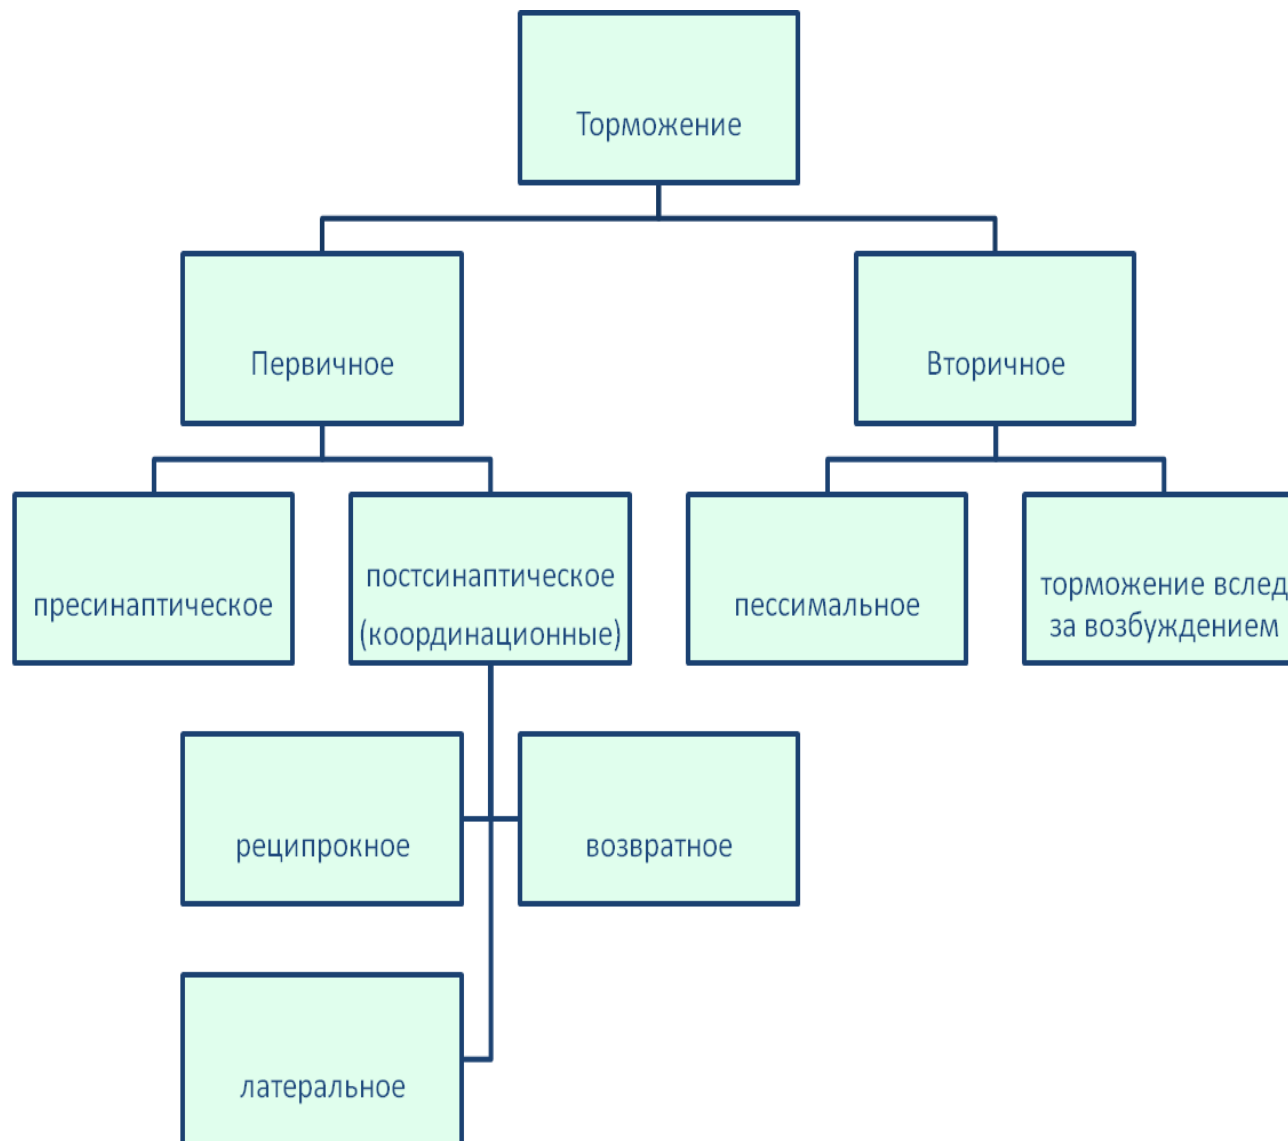 Торможение
Первичное
Вторичное
пресинаптическое
постсинаптическое
(координационные)
пессимальное
торможение вслед
за возбуждением
реципрокное
возвратное
латеральное